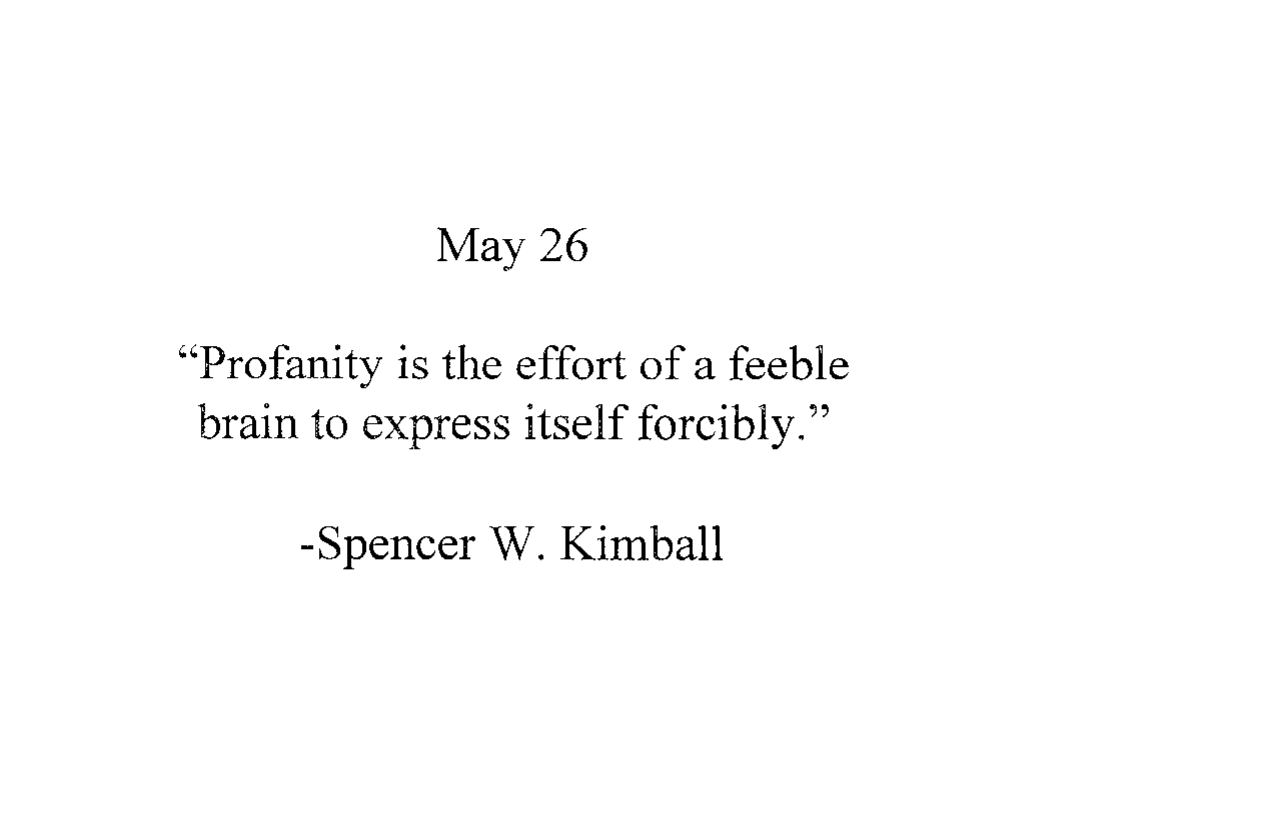 May 26
“Profanity is the effort of a feeble
brain to express itself forcibly.”
-Spencer W. Kimball